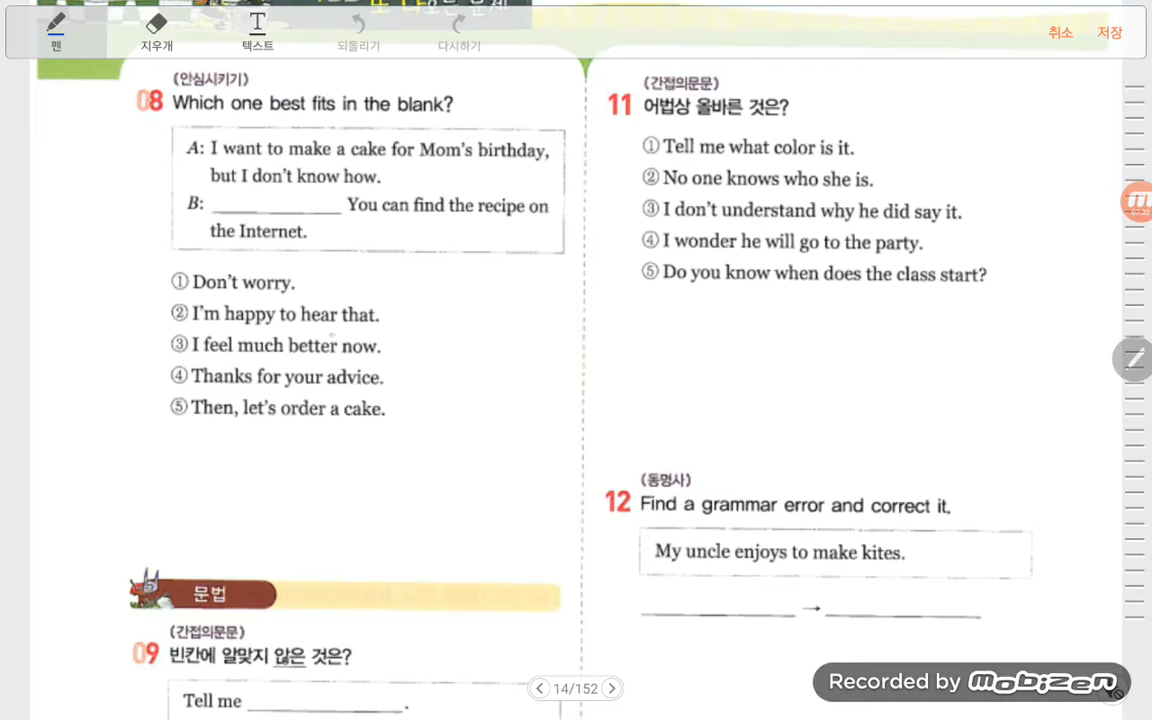 펜
지우개
텍스트
되돌리기
다시하기
취소
저장
(안심시키기)
08 Which one best fits in the blank?
A: I want to make a cake for Mom's birthday,
but I don't know how.
B: ____________ You can find the recipe on
the Internet.
① Don't worry.
② I'm happy to hear that.
③ I feel much better now.
④ Thanks for your advice.
⑤ Then, let's order a cake.
문법
(간접의문문)
09 빈칸에 알맞지 않은 것은?
Tell me ______________.
(간접의문문)
11 어법상 올바른 것은?
① Tell me what color is it.
② No one knows who she is.
③ I don't understand why he did say it.
④ I wonder he will go to the party.
⑤ Do you know when does the class start?
(동명사)
12 Find a grammar error and correct it.
My uncle enjoys to make kites.
______________ → ______________
14/152
Recorded by mobizen